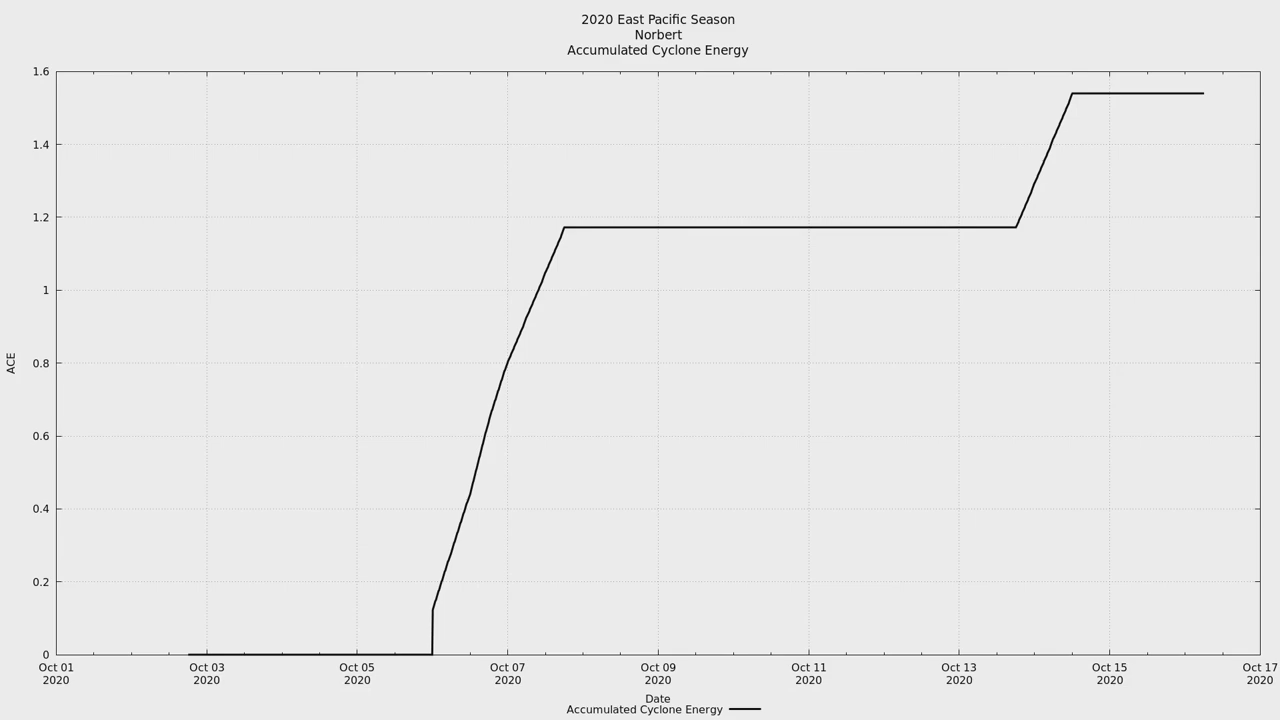 2020 East Pacific Season
Norbert
Accumulated Cyclone Energy
1.6
1.4
1.2
1
0.8
0.6
0.4
0.2
0
ACE
Oct 01 Oct 03 Oct 05 Oct 07 Oct 09 Oct 11 Oct 13 Oct 15 Oct 17
2020 2020 2020 2020 2020 2020 2020 2020 2020
Date
Accumulated Cyclone Energy